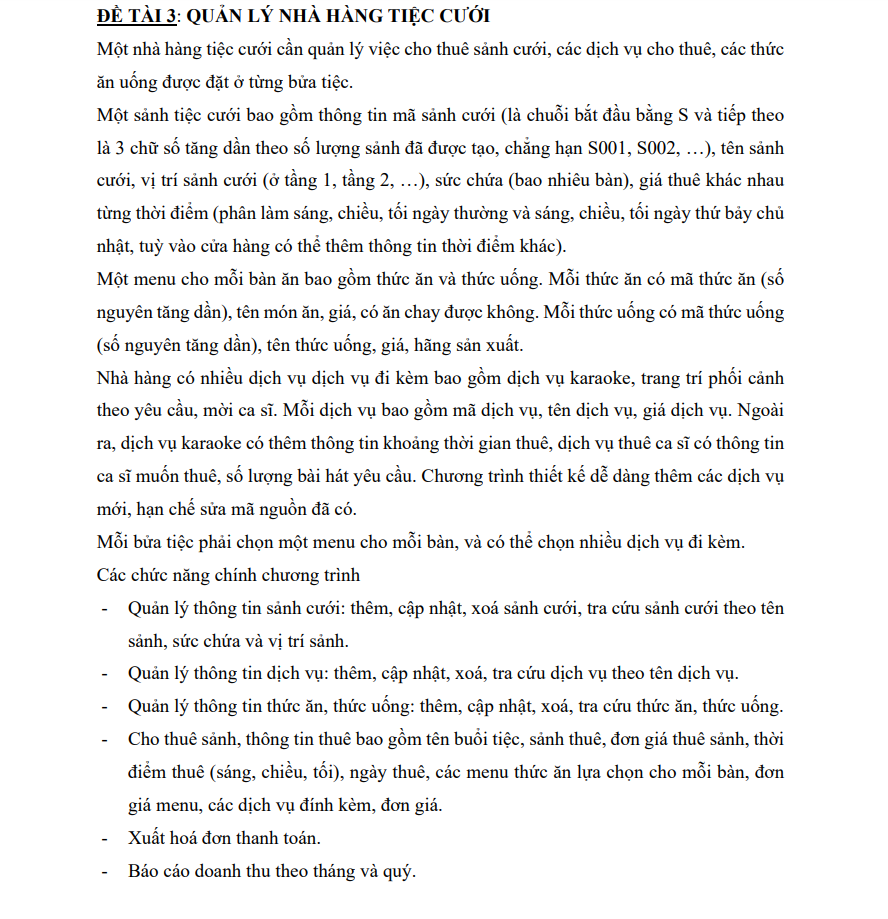 ĐỀ TÀI 3: QUẢN LÝ NHÀ HÀNG TIỆC CƯỚI
Một nhà hàng tiệc cưới cần quản lý việc cho thuê sảnh cưới, các dịch vụ cho thuê, các thức
ăn uống được đặt ở từng bửa tiệc.
Một sảnh tiệc cưới bao gồm thông tin mã sảnh cưới (là chuỗi bắt đầu bằng S và tiếp theo
là 3 chữ số tăng dần theo số lượng sảnh đã được tạo, chẳng hạn S001, S002, …), tên sảnh
cưới, vị trí sảnh cưới (ở tầng 1, tầng 2, …), sức chứa (bao nhiêu bàn), giá thuê khác nhau
từng thời điểm (phân làm sáng, chiều, tối ngày thường và sáng, chiều, tối ngày thứ bảy chủ
nhật, tuỳ vào cửa hàng có thể thêm thông tin thời điểm khác).
Một menu cho mỗi bàn ăn bao gồm thức ăn và thức uống. Mỗi thức ăn có mã thức ăn (số
nguyên tăng dần), tên món ăn, giá, có ăn chay được không. Mỗi thức uống có mã thức uống
(số nguyên tăng dần), tên thức uống, giá, hãng sản xuất.
Nhà hàng có nhiều dịch vụ dịch vụ đi kèm bao gồm dịch vụ karaoke, trang trí phối cảnh
theo yêu cầu, mời ca sĩ. Mỗi dịch vụ bao gồm mã dịch vụ, tên dịch vụ, giá dịch vụ. Ngoài
ra, dịch vụ karaoke có thêm thông tin khoảng thời gian thuê, dịch vụ thuê ca sĩ có thông tin
ca sĩ muốn thuê, số lượng bài hát yêu cầu. Chương trình thiết kế dễ dàng thêm các dịch vụ
mới, hạn chế sửa mã nguồn đã có.
Mỗi bửa tiệc phải chọn một menu cho mỗi bàn, và có thể chọn nhiều dịch vụ đi kèm.
Các chức năng chính chương trình
- Quản lý thông tin sảnh cưới: thêm, cập nhật, xoá sảnh cưới, tra cứu sảnh cưới theo tên
sảnh, sức chứa và vị trí sảnh.
- Quản lý thông tin dịch vụ: thêm, cập nhật, xoá, tra cứu dịch vụ theo tên dịch vụ.
- Quản lý thông tin thức ăn, thức uống: thêm, cập nhật, xoá, tra cứu thức ăn, thức uống.
- Cho thuê sảnh, thông tin thuê bao gồm tên buổi tiệc, sảnh thuê, đơn giá thuê sảnh, thời
điểm thuê (sáng, chiều, tối), ngày thuê, các menu thức ăn lựa chọn cho mỗi bàn, đơn
giá menu, các dịch vụ đính kèm, đơn giá.
- Xuất hoá đơn thanh toán.
- Báo cáo doanh thu theo tháng và quý.